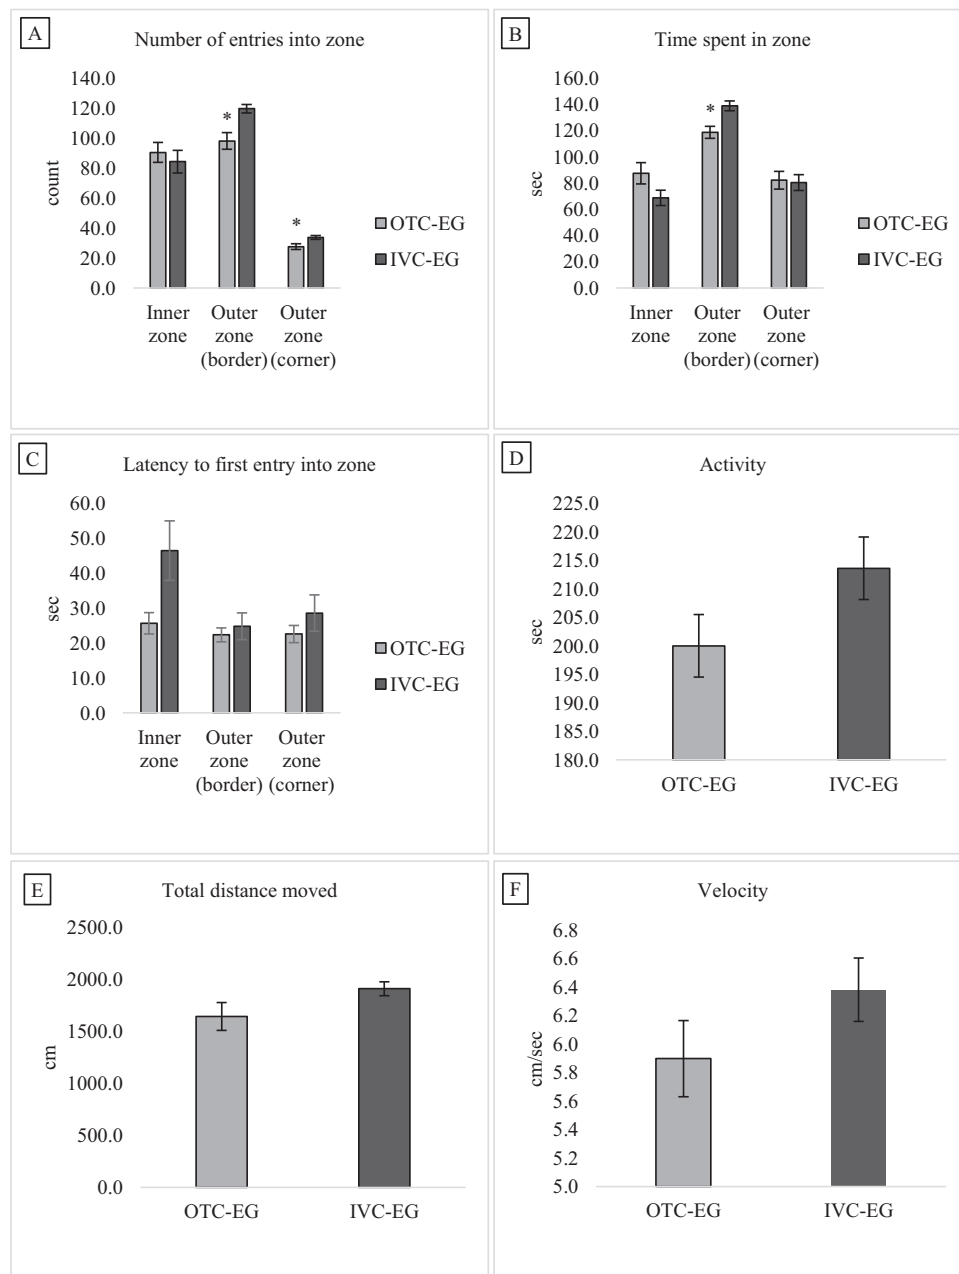 A
Number of entries into zone
140.0
120.0
100.0
80.0
60.0
40.0
20.0
0.0
count
*
*
Inner zone
Outer zone (border)
Outer zone (corner)
OTC-EG
IVC-EG
B
Time spent in zone
160.0
140.0
120.0
100.0
80.0
60.0
40.0
20.0
0.0
sec
*
Inner zone
Outer zone (border)
Outer zone (corner)
OTC-EG
IVC-EG
C
Latency to first entry into zone
60.0
50.0
40.0
30.0
20.0
10.0
0.0
sec
Inner zone
Outer zone (border)
Outer zone (corner)
OTC-EG
IVC-EG
D
Activity
225.0
220.0
215.0
210.0
205.0
200.0
195.0
190.0
185.0
180.0
sec
OTC-EG
IVC-EG
E
Total distance moved
2500.0
2000.0
1500.0
1000.0
500.0
0.0
cm
OTC-EG
IVC-EG
F
Velocity
6.8
6.6
6.4
6.2
6.0
5.8
5.6
5.4
5.2
5.0
cm/sec
OTC-EG
IVC-EG